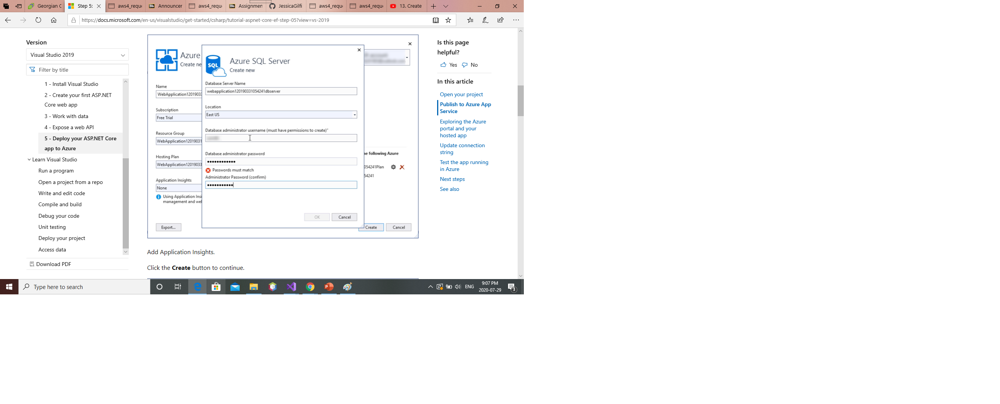 Georgian C
Step 5:
aws4_reque
Announcer
aws4_reque
Assignmen
JessicaGilfi
aws4_reque
aws4_reque
13. Create
https://docs.microsoft.com/en-us/visualstudio/get-started/csharp/tutorial-aspnet-core-ef-step-05?view=vs-2019
Version
Visual Studio 2019
Filter by title
1 - Install Visual Studio
2 - Create your first ASP.NET
Core web app
3 - Work with data
4 - Expose a web API
5 - Deploy your ASP.NET Core
app to Azure
Learn Visual Studio
Run a program
Open a project from a repo
Write and edit code
Compile and build
Debug your code
Unit testing
Deploy your project
Access data
Download PDF
Azure
Create ne
Name
WebApplication1201903
Subscription
Free Trial
Resource Group
WebApplication12019031
Hosting Plan
WebApplication1201903
Application Insights
None
Using Application Insi
management and wel
Export...
SQL
Azure SQL Server
Create new
Database Server Name
webapplication120190331054241dbserver
Location
East US
Database administrator username (must have permissions to create)*
Database administrator password
Passwords must match
Administrator Password (confirm)
OK
Cancel
he following Azure
054241Plan
54241
Create
Cancel
Add Application Insights.
Click the Create button to continue.
Is this page
helpful?
Yes
No
In this article
Open your project
Publish to Azure App
Service
Exploring the Azure
portal and your
hosted app
Update connection
string
Test the app running
in Azure
Next steps
See also
Type here to search
ENG
9:07 PM
2020-07-29
3